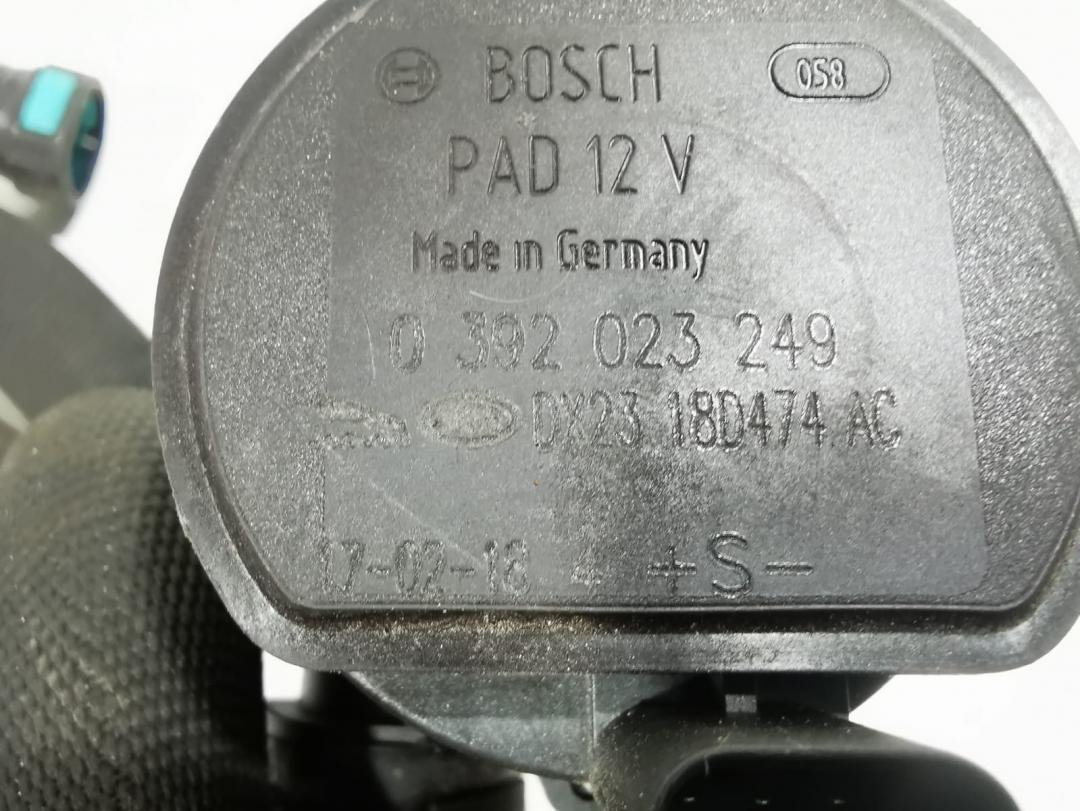 BOSCH 058
PAD 12 V
Made in Germany
0 392 023 249
DX23 18D474 AC
17-02-18 4 +S-